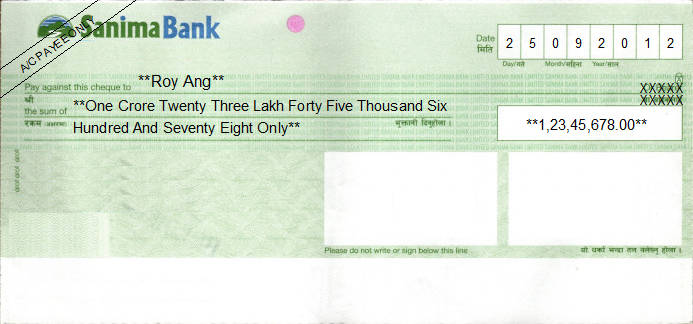 A/C PAYEE ONLY
Sanima Bank
Date
मिति
2 5 0 9 2 0 1 2
Day/गते Month/महिना Year/साल
Pay against this cheque to
**Roy Ang**
श्री
XXXXX
XXXXX
the sum of
**One Crore Twenty Three Lakh Forty Five Thousand Six
रकम (अक्षरमा)
Hundred And Seventy Eight Only**
भुक्तानी दिनुहोला।
**1,23,45,678.00**
Please do not write or sign below this line
यो धर्का भन्दा तल नलेख्नु होला।